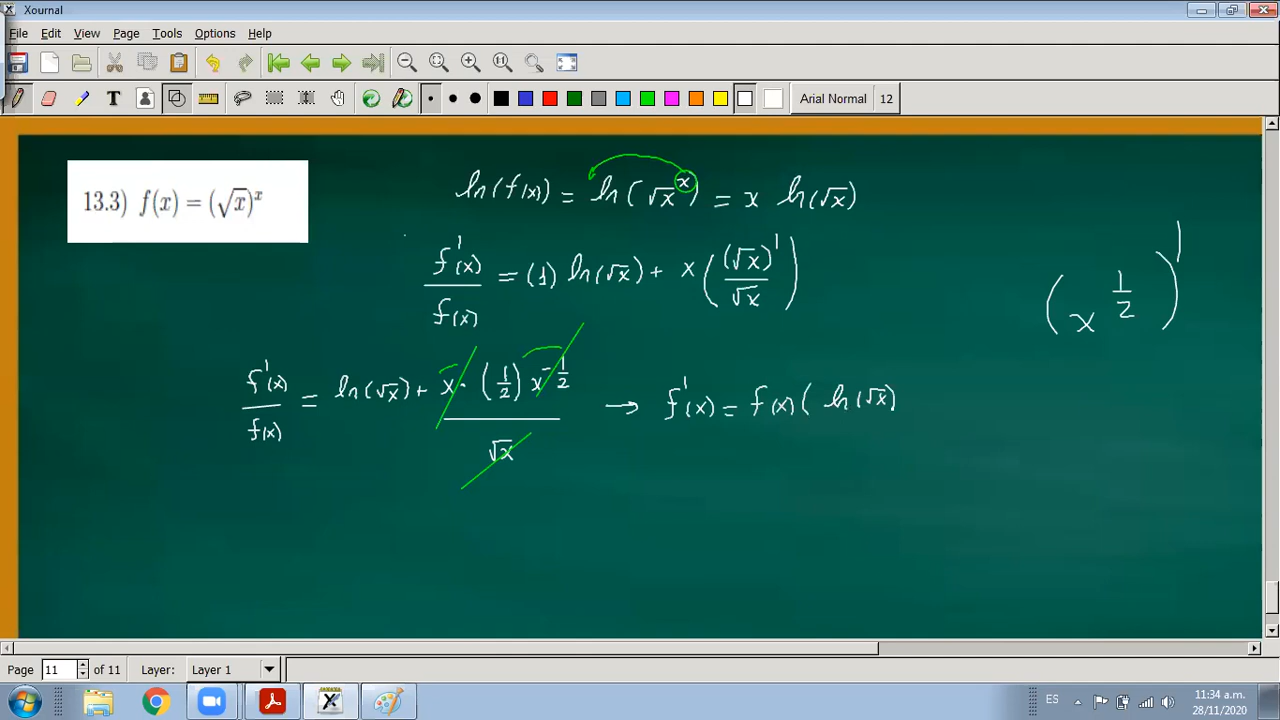 Xournal
File Edit View Page Tools Options Help
Arial Normal 12
13.3) f(x) = (√x)^x
ln(f(x)) = ln(√x^x) = x ln(√x)
f'(x)/f(x) = (1) ln(√x) + x((√x)'/√x)
(x^(1/2))'
f'(x)/f(x) = ln(√x) + x·(1/2)x^(-1/2)/√x → f'(x) = f(x)(ln(√x)
Page 11 of 11 Layer: Layer 1
ES 11:34 a.m.
28/11/2020